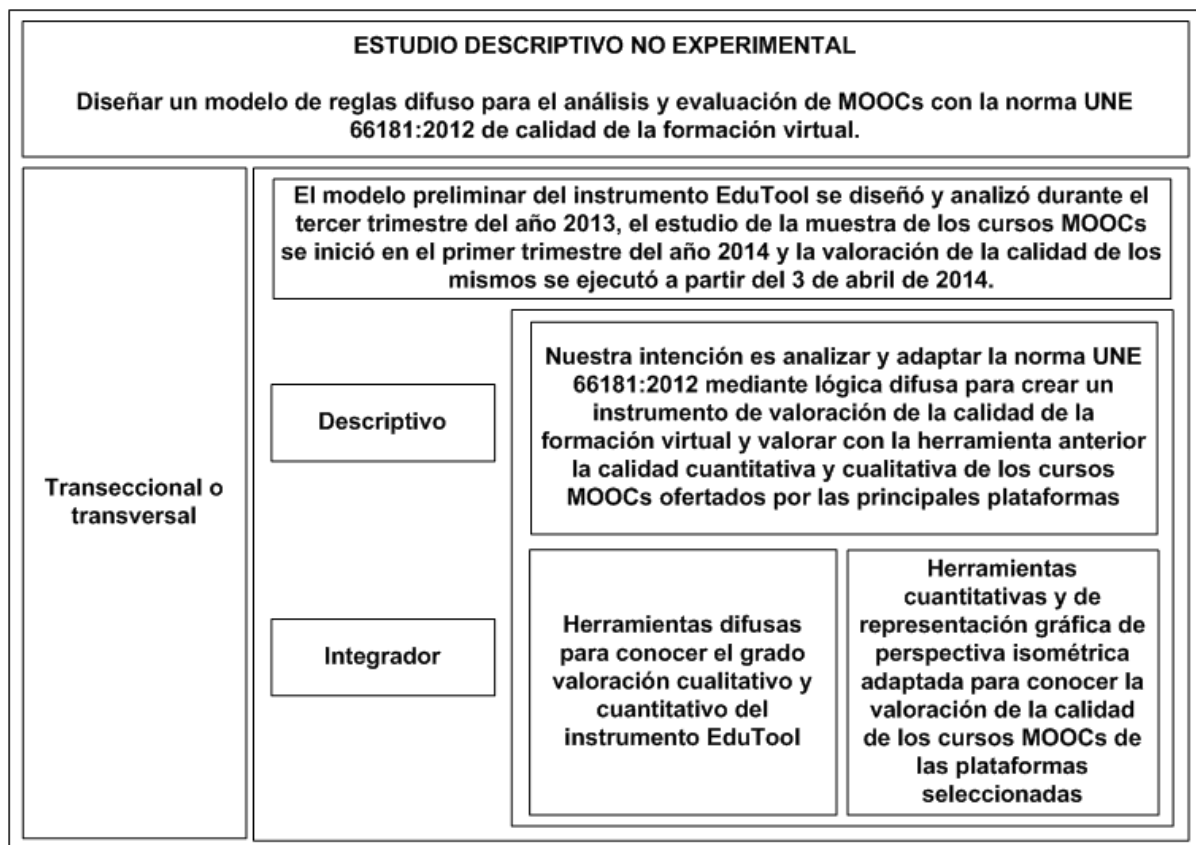 ESTUDIO DESCRIPTIVO NO EXPERIMENTAL
Diseñar un modelo de reglas difuso para el análisis y evaluación de MOOCs con la norma UNE
66181:2012 de calidad de la formación virtual.
Transeccional o
transversal
El modelo preliminar del instrumento EduTool se diseñó y analizó durante el
tercer trimestre del año 2013, el estudio de la muestra de los cursos MOOCs
se inició en el primer trimestre del año 2014 y la valoración de la calidad de los
mismos se ejecutó a partir del 3 de abril de 2014.
Descriptivo
Nuestra intención es analizar y adaptar la norma UNE
66181:2012 mediante lógica difusa para crear un
instrumento de valoración de la calidad de la
formación virtual y valorar con la herramienta anterior
la calidad cuantitativa y cualitativa de los cursos
MOOCs ofertados por las principales plataformas
Integrador
Herramientas difusas
para conocer el grado
valoración cualitativo y
cuantitativo del
instrumento EduTool
Herramientas
cuantitativas y de
representación gráfica de
perspectiva isométrica
adaptada para conocer la
valoración de la calidad
de los cursos MOOCs de
las plataformas
seleccionadas